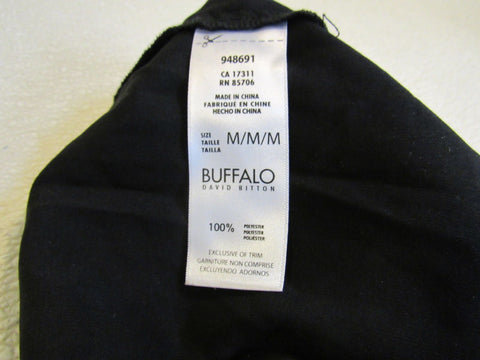 948691
CA 17311
RN 85706
MADE IN CHINA
FABRIQUÉ EN CHINE
HECHO IN CHINA
SIZE
TAILLE M/M/M
TALLA
BUFFALO
DAVID BITTON
100% POLYESTER
POLYESTER
POLIÉSTER
EXCLUSIVE OF TRIM
GARNITURE NON COMPRISE
EXCLUYENDO ADORNOS